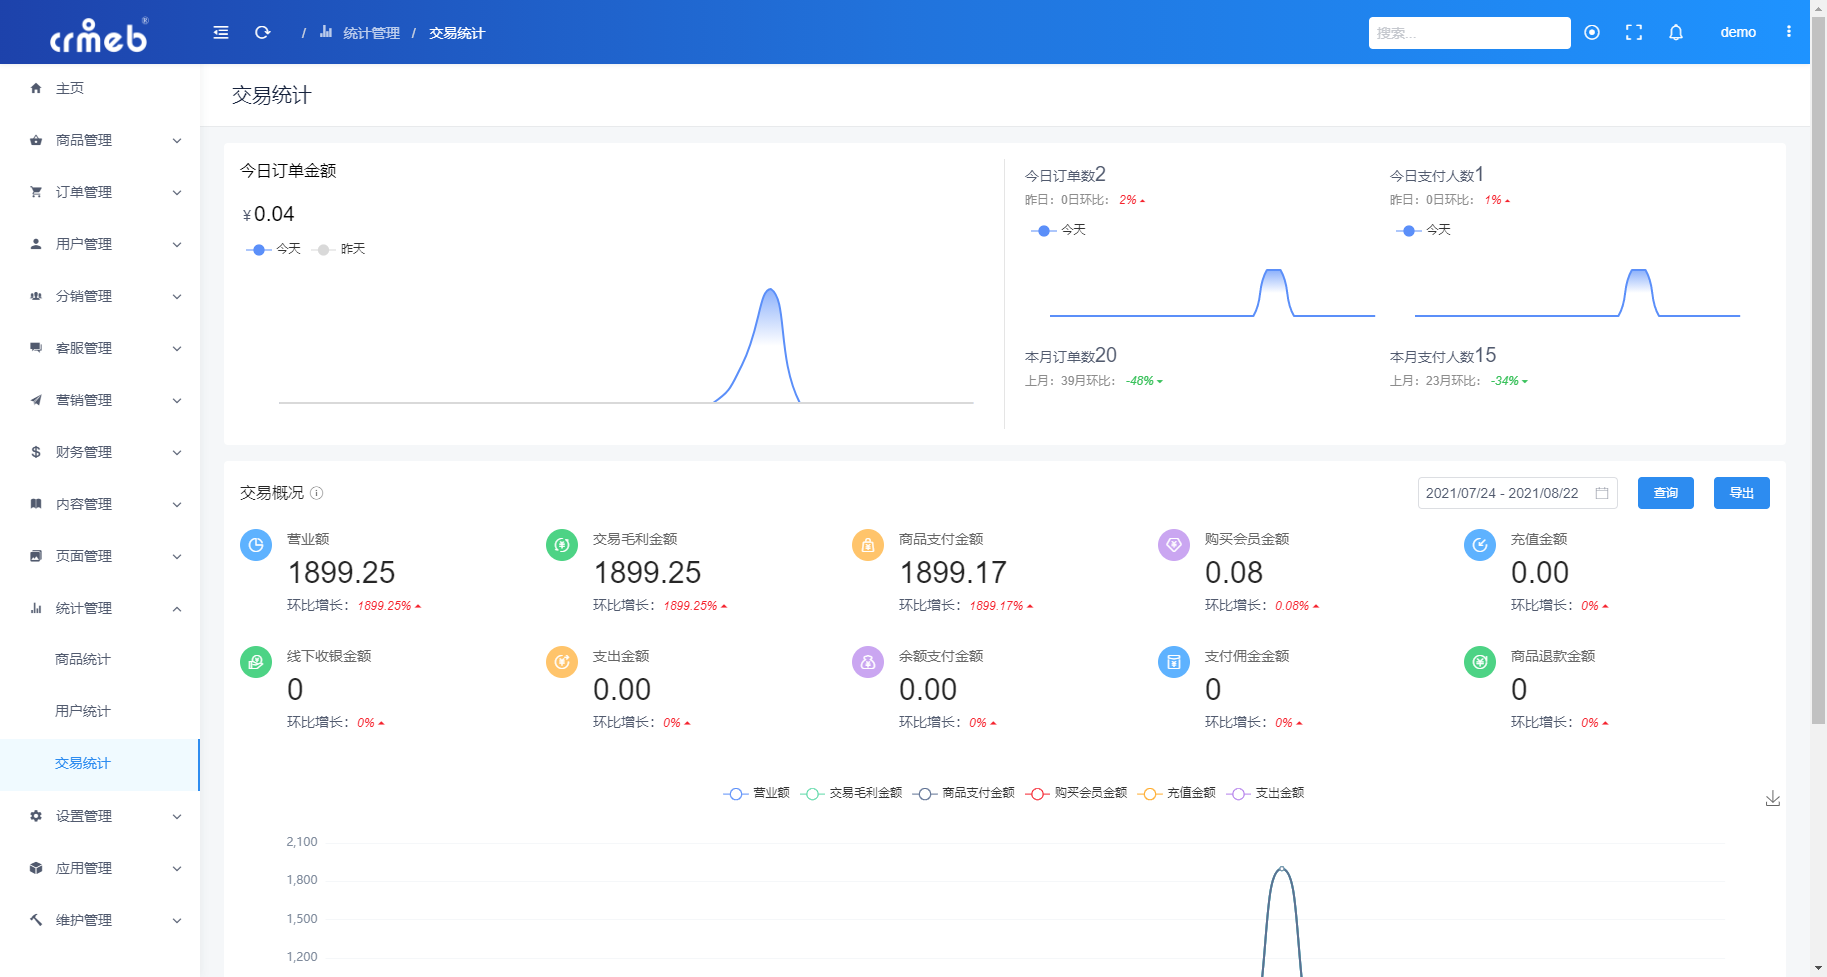 crmeb®
/ 统计管理 / 交易统计
搜索...
demo
主页
商品管理
订单管理
用户管理
分销管理
客服管理
营销管理
财务管理
内容管理
页面管理
统计管理
商品统计
用户统计
交易统计
设置管理
应用管理
维护管理
交易统计
今日订单金额
¥0.04
今天 昨天
今日订单数2
昨日：0日环比： 2%
今天
本月订单数20
上月：39月环比： -48%
今日支付人数1
昨日：0日环比： 1%
今天
本月支付人数15
上月：23月环比： -34%
交易概况
2021/07/24 - 2021/08/22
查询
导出
营业额
1899.25
环比增长：1899.25%
交易毛利金额
1899.25
环比增长：1899.25%
商品支付金额
1899.17
环比增长：1899.17%
购买会员金额
0.08
环比增长：0.08%
充值金额
0.00
环比增长：0%
线下收银金额
0
环比增长：0%
支出金额
0.00
环比增长：0%
余额支付金额
0.00
环比增长：0%
支付佣金金额
0
环比增长：0%
商品退款金额
0
环比增长：0%
营业额 交易毛利金额 商品支付金额 购买会员金额 充值金额 支出金额
2,100
1,800
1,500
1,200